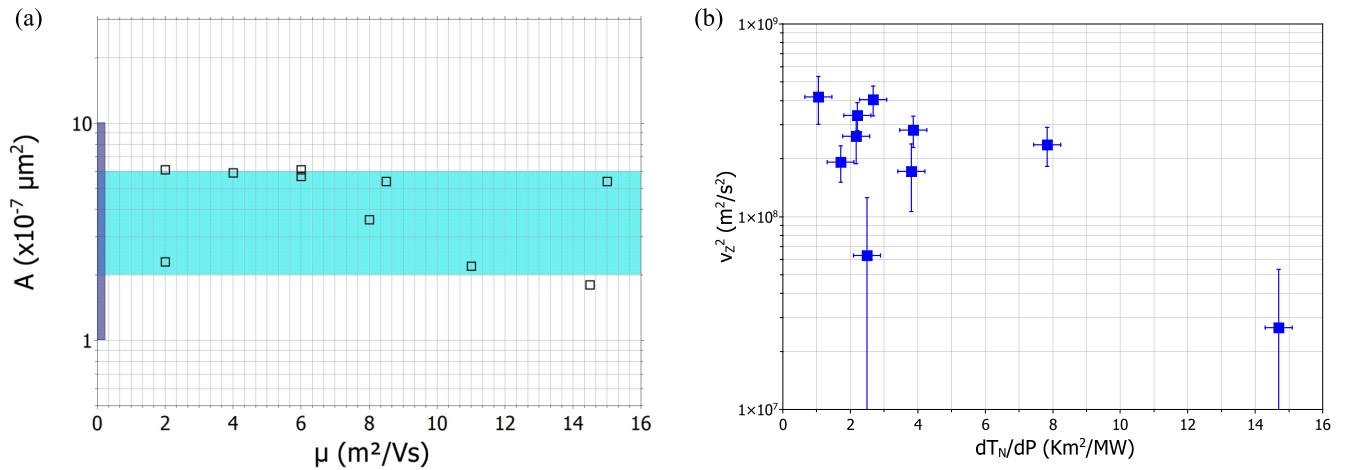 (a)
A (x10⁻⁷ µm²)
10
1
0 2 4 6 8 10 12 14 16
µ (m²/Vs)
(b)
v_Z² (m²/s²)
1×10⁹
1×10⁸
1×10⁷
0 2 4 6 8 10 12 14 16
dT_N/dP (Km²/MW)